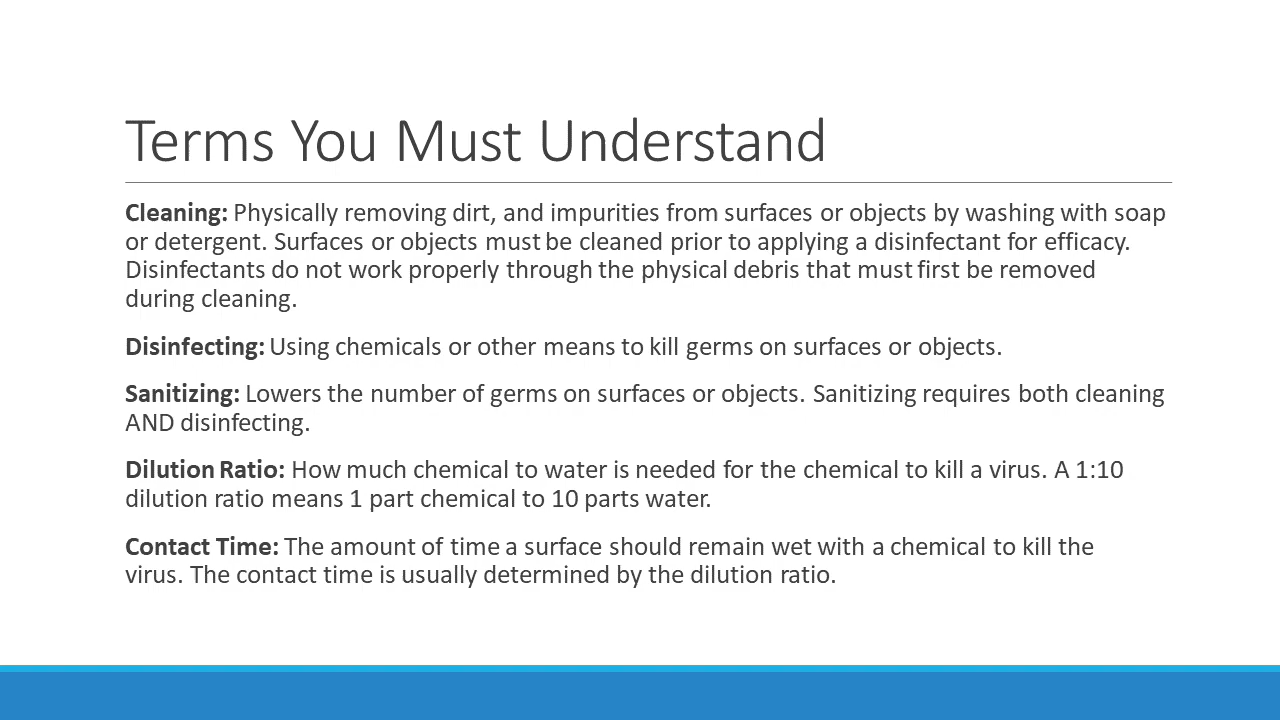 Terms You Must Understand
Cleaning: Physically removing dirt, and impurities from surfaces or objects by washing with soap
or detergent. Surfaces or objects must be cleaned prior to applying a disinfectant for efficacy.
Disinfectants do not work properly through the physical debris that must first be removed
during cleaning.
Disinfecting: Using chemicals or other means to kill germs on surfaces or objects.
Sanitizing: Lowers the number of germs on surfaces or objects. Sanitizing requires both cleaning
AND disinfecting.
Dilution Ratio: How much chemical to water is needed for the chemical to kill a virus. A 1:10
dilution ratio means 1 part chemical to 10 parts water.
Contact Time: The amount of time a surface should remain wet with a chemical to kill the
virus. The contact time is usually determined by the dilution ratio.